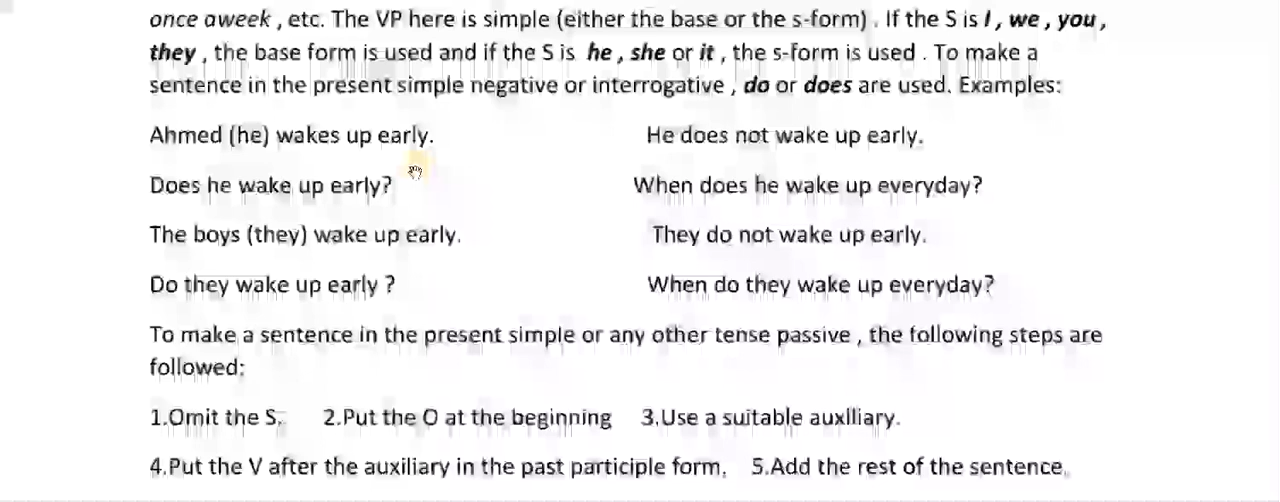 once aweek , etc. The VP here is simple (either the base or the s-form) . If the S is I , we , you ,
they , the base form is used and if the S is he , she or it , the s-form is used . To make a
sentence in the present simple negative or interrogative , do or does are used. Examples:
Ahmed (he) wakes up early. He does not wake up early.
Does he wake up early? When does he wake up everyday?
The boys (they) wake up early. They do not wake up early.
Do they wake up early ? When do they wake up everyday?
To make a sentence in the present simple or any other tense passive , the following steps are
followed:
1.Omit the S. 2.Put the O at the beginning 3.Use a suitable auxiliary.
4.Put the V after the auxiliary in the past participle form. 5.Add the rest of the sentence.